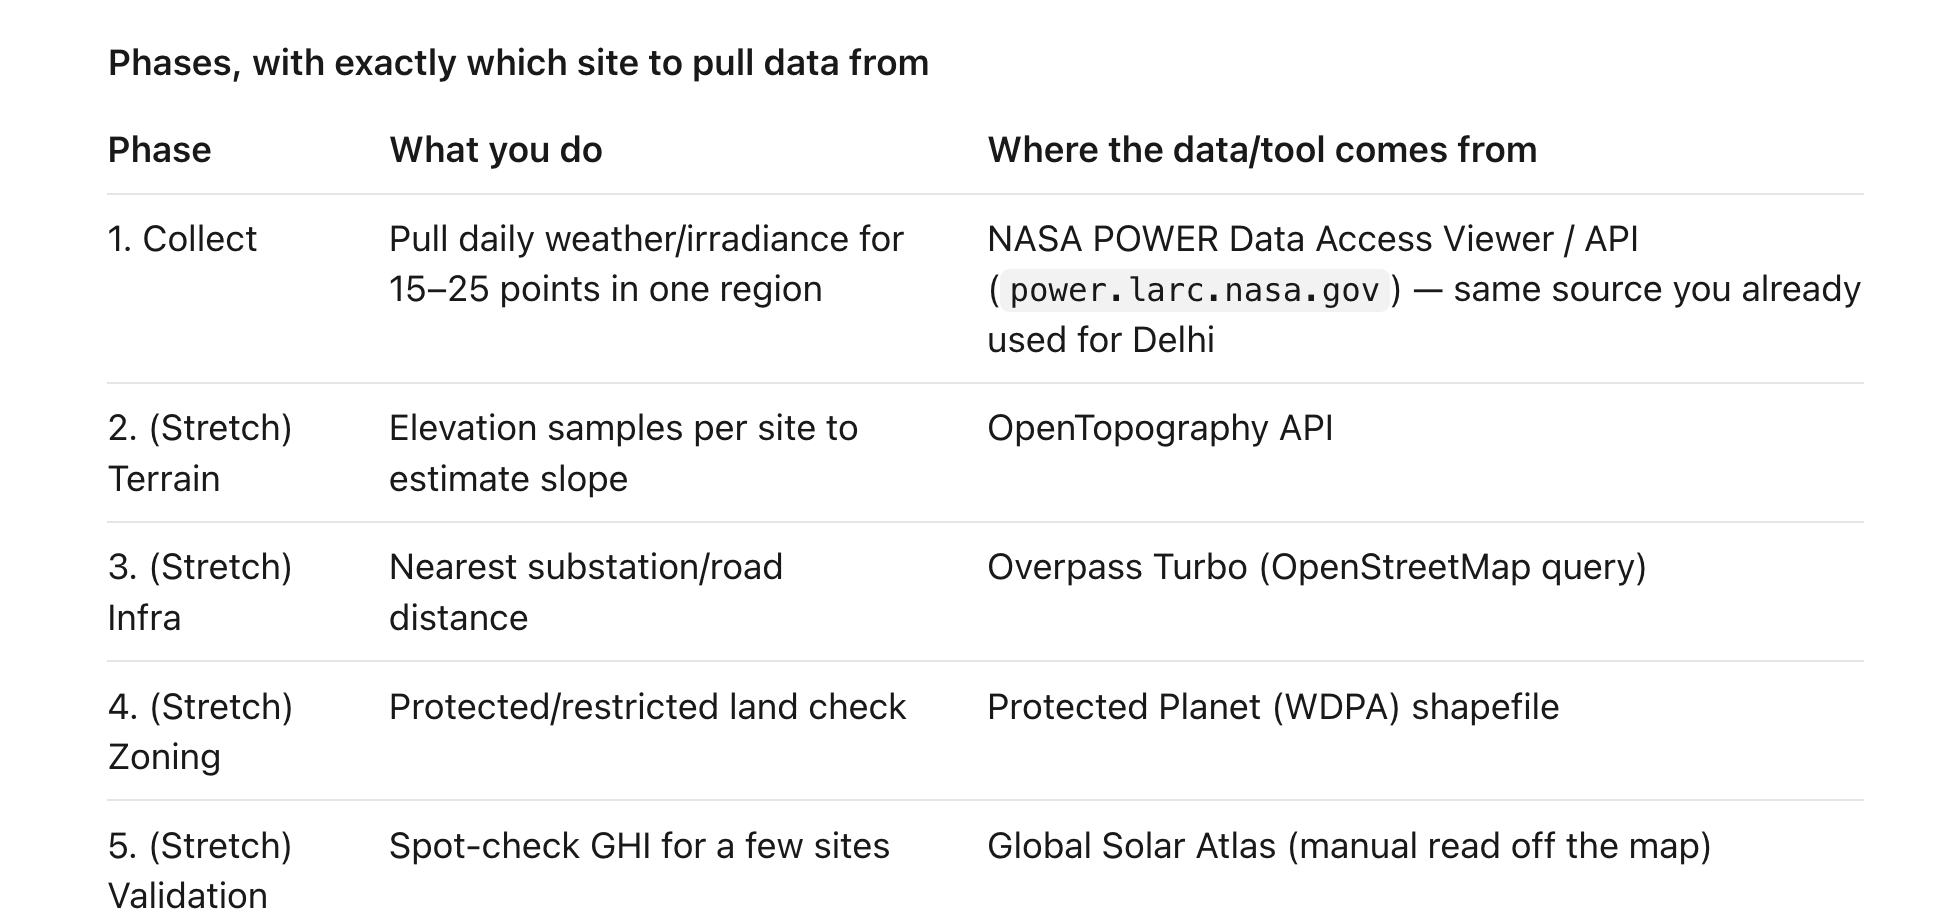 Phases, with exactly which site to pull data from
Phase What you do Where the data/tool comes from
1. Collect Pull daily weather/irradiance for NASA POWER Data Access Viewer / API
15–25 points in one region (power.larc.nasa.gov) — same source you already
used for Delhi
2. (Stretch) Elevation samples per site to OpenTopography API
Terrain estimate slope
3. (Stretch) Nearest substation/road Overpass Turbo (OpenStreetMap query)
Infra distance
4. (Stretch) Protected/restricted land check Protected Planet (WDPA) shapefile
Zoning
5. (Stretch) Spot-check GHI for a few sites Global Solar Atlas (manual read off the map)
Validation